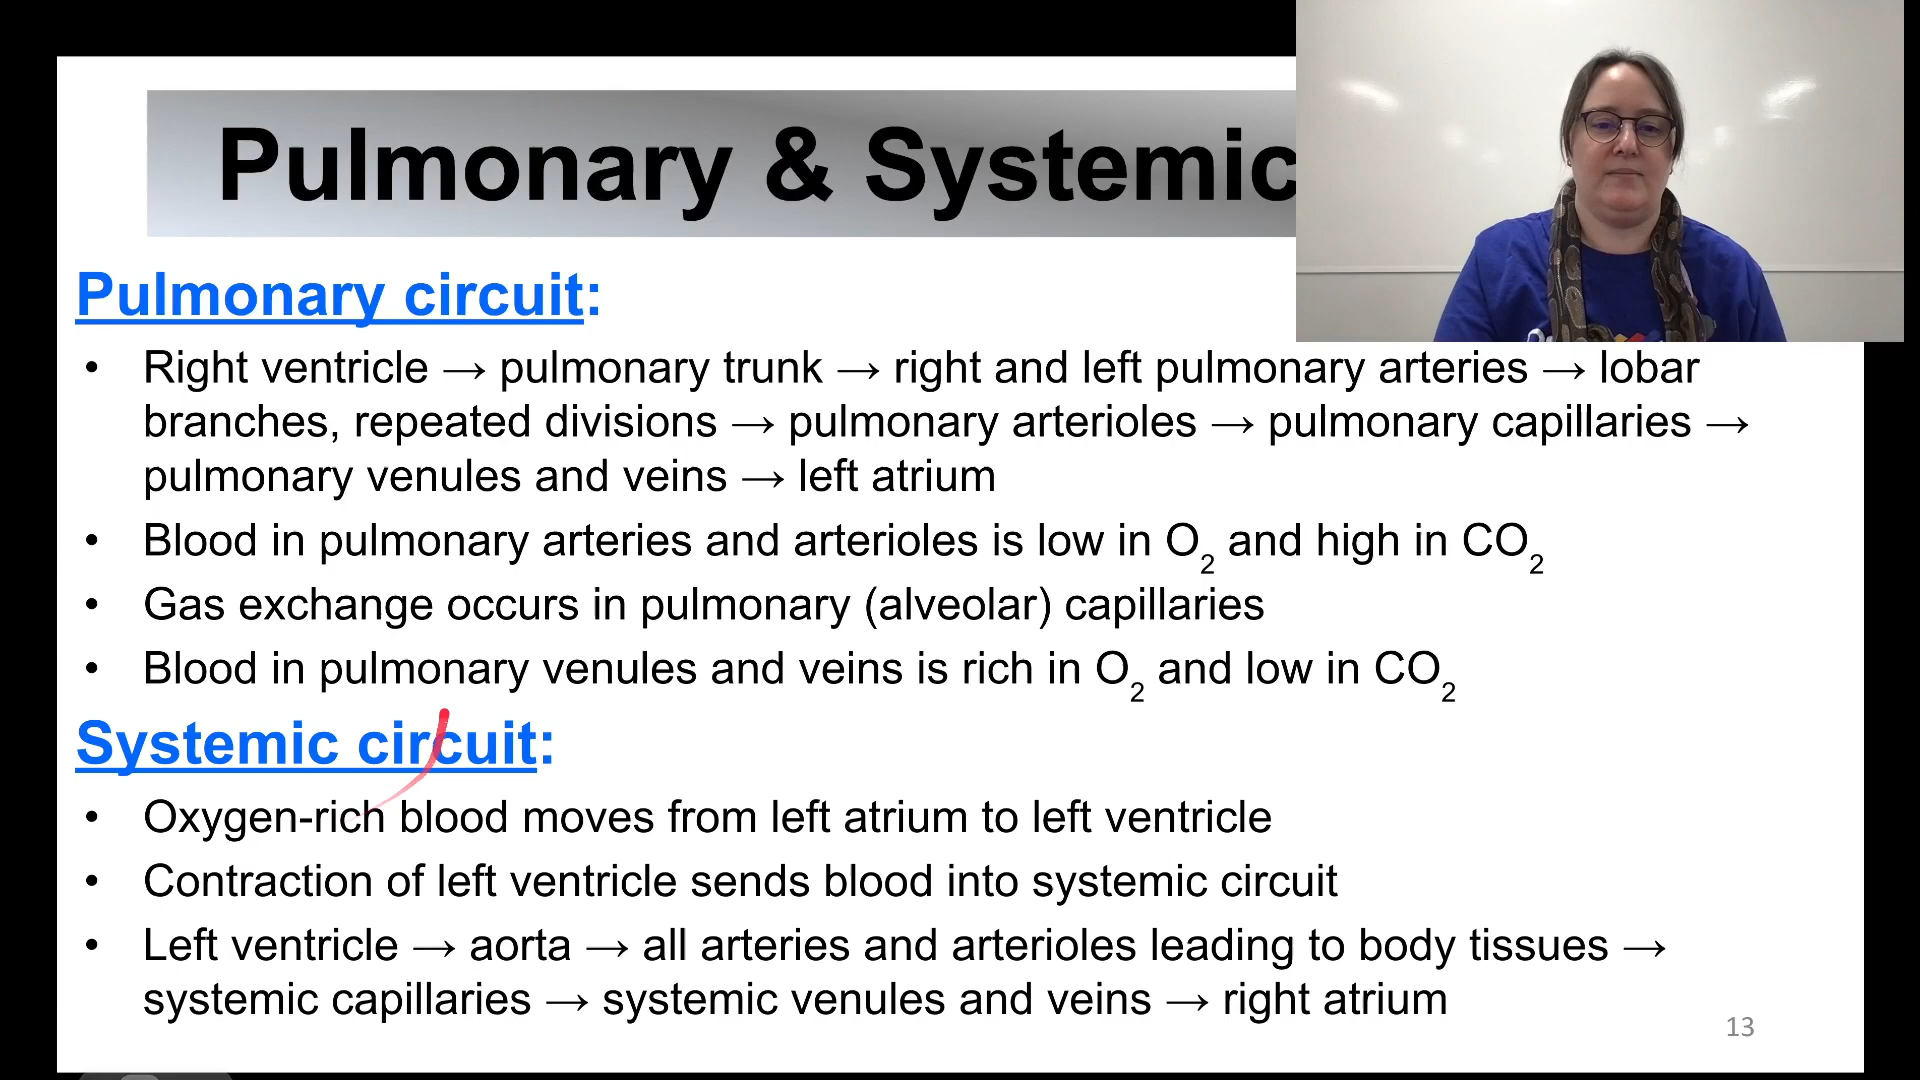 Pulmonary & Systemic
Pulmonary circuit:
• Right ventricle → pulmonary trunk → right and left pulmonary arteries → lobar
branches, repeated divisions → pulmonary arterioles → pulmonary capillaries →
pulmonary venules and veins → left atrium
• Blood in pulmonary arteries and arterioles is low in O₂ and high in CO₂
• Gas exchange occurs in pulmonary (alveolar) capillaries
• Blood in pulmonary venules and veins is rich in O₂ and low in CO₂
Systemic circuit:
• Oxygen-rich blood moves from left atrium to left ventricle
• Contraction of left ventricle sends blood into systemic circuit
• Left ventricle → aorta → all arteries and arterioles leading to body tissues →
systemic capillaries → systemic venules and veins → right atrium
13